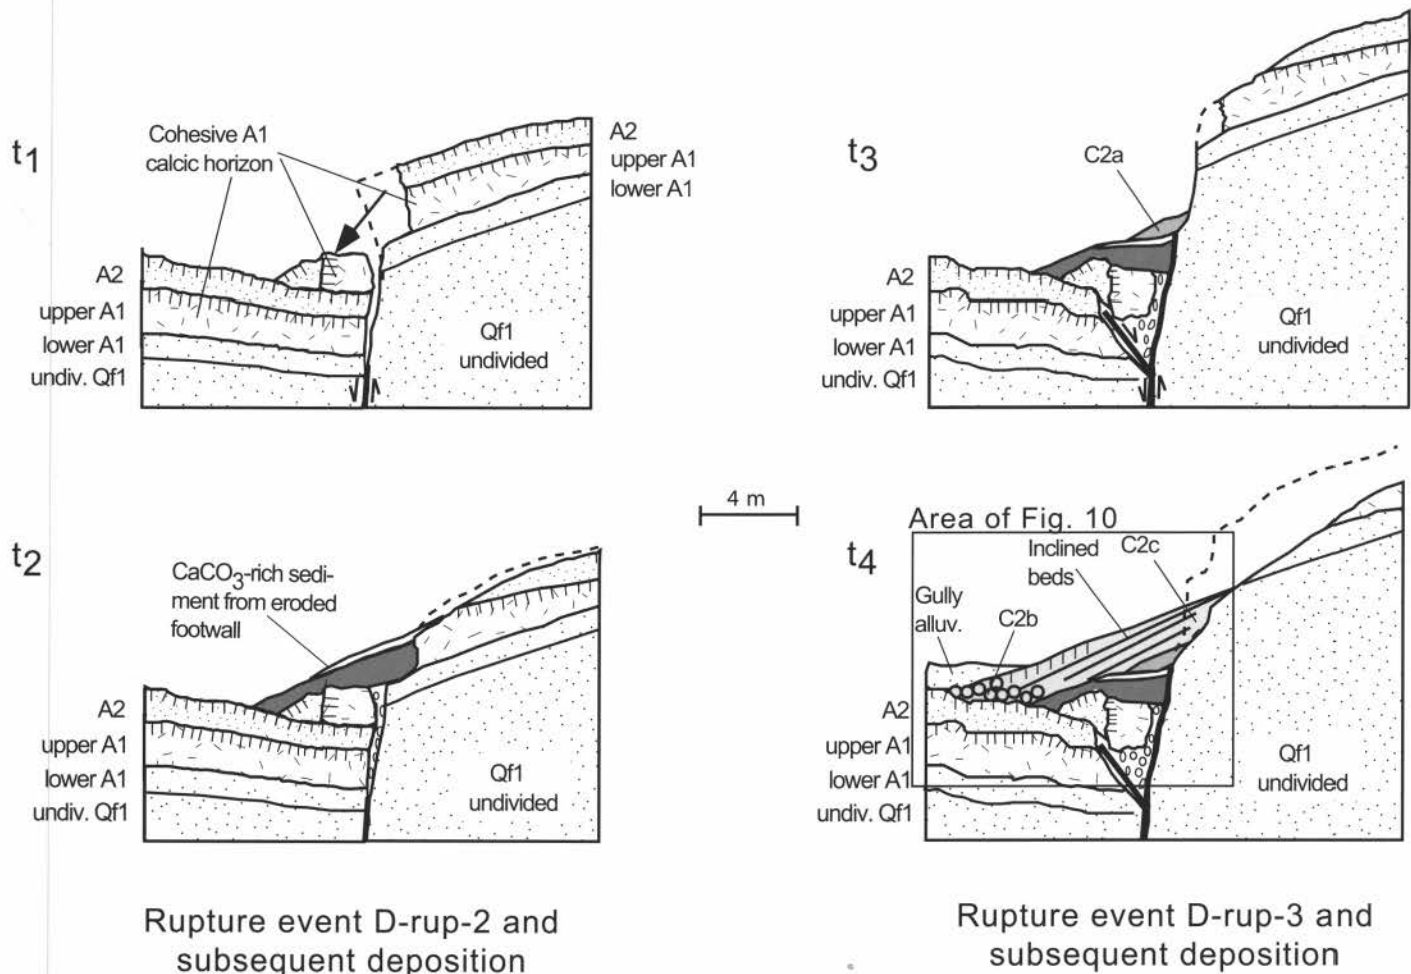 t1
Cohesive A1
calcic horizon
A2
upper A1
lower A1
A2
upper A1
lower A1
undiv. Qf1
Qf1
undivided
t2
CaCO3-rich sedi-
ment from eroded
footwall
A2
upper A1
lower A1
undiv. Qf1
Qf1
undivided
Rupture event D-rup-2 and
subsequent deposition
4 m
t3
C2a
A2
upper A1
lower A1
undiv. Qf1
Qf1
undivided
t4
Area of Fig. 10
Inclined
beds
C2c
Gully
alluv.
C2b
A2
upper A1
lower A1
undiv. Qf1
Qf1
undivided
Rupture event D-rup-3 and
subsequent deposition